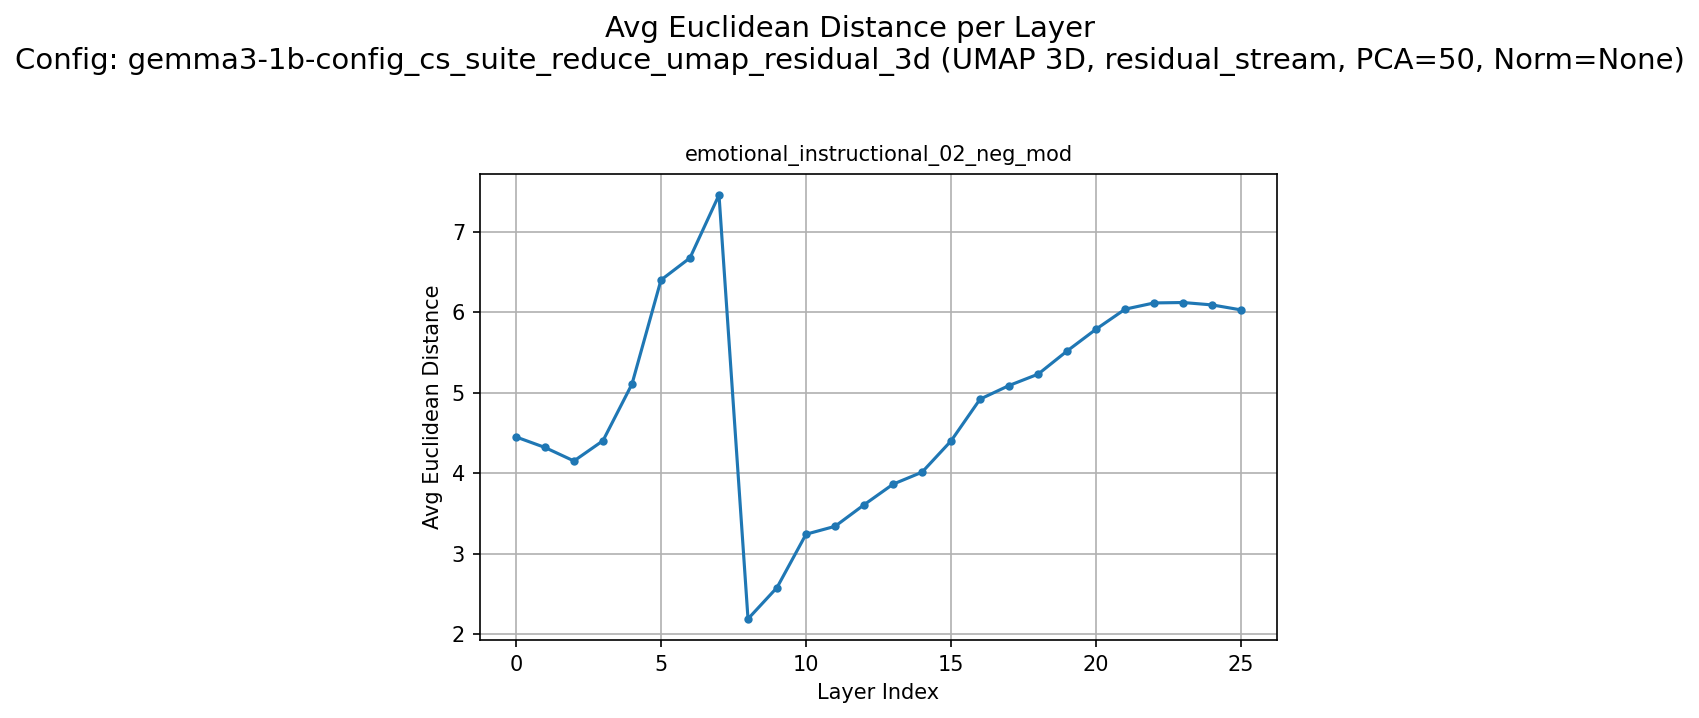 Avg Euclidean Distance per Layer
Config: gemma3-1b-config_cs_suite_reduce_umap_residual_3d (UMAP 3D, residual_stream, PCA=50, Norm=None)
emotional_instructional_02_neg_mod
Avg Euclidean Distance
7
6
5
4
3
2
0 5 10 15 20 25
Layer Index